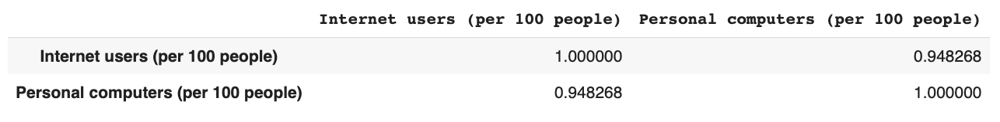 Internet users (per 100 people) Personal computers (per 100 people)
Internet users (per 100 people) 1.000000 0.948268
Personal computers (per 100 people) 0.948268 1.000000